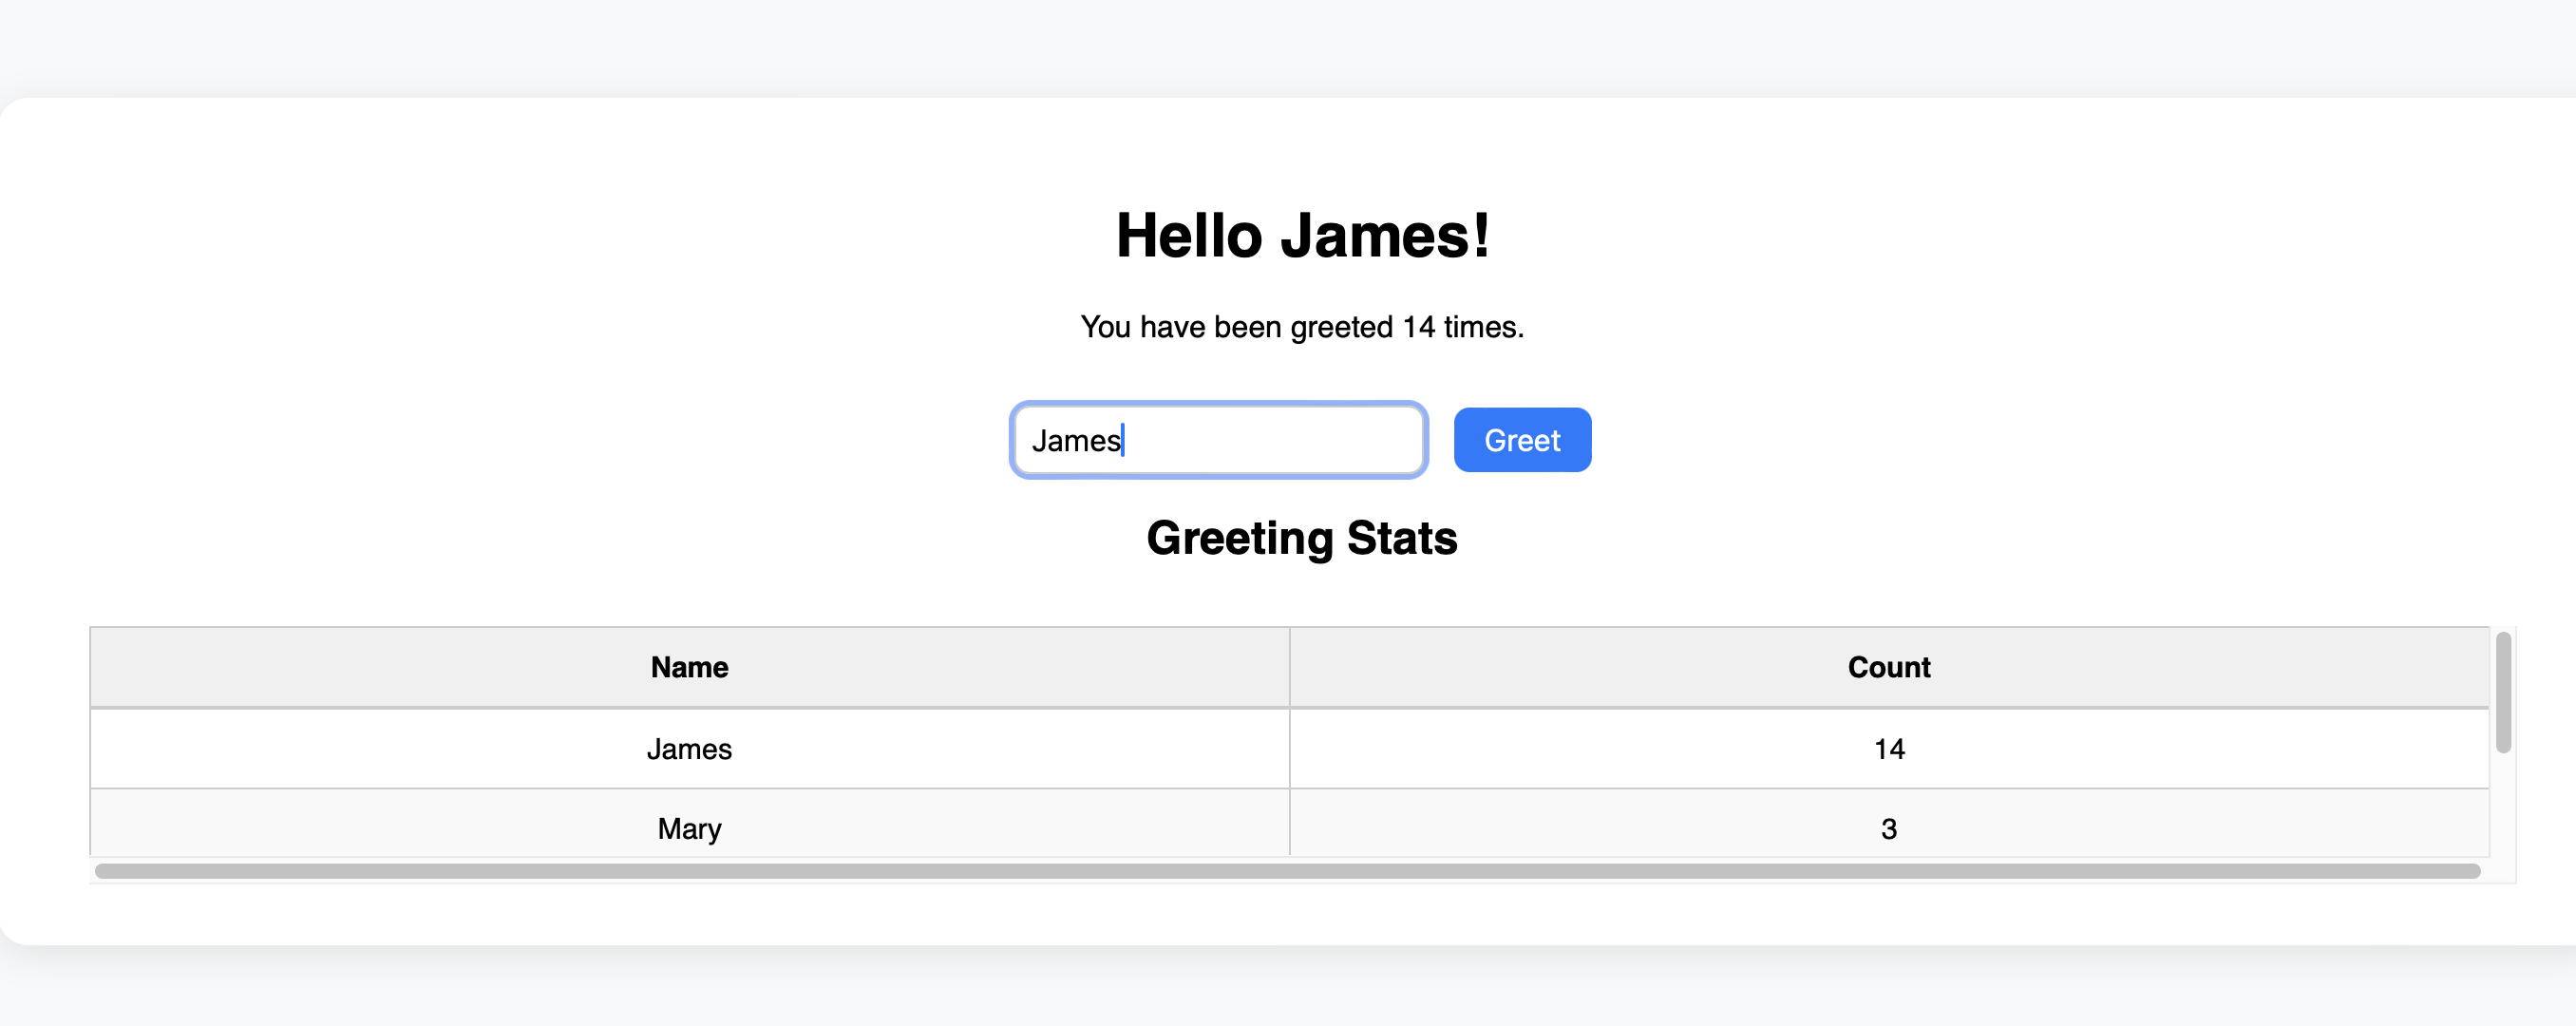 Hello James!
You have been greeted 14 times.
James Greet
Greeting Stats
Name Count
James 14
Mary 3